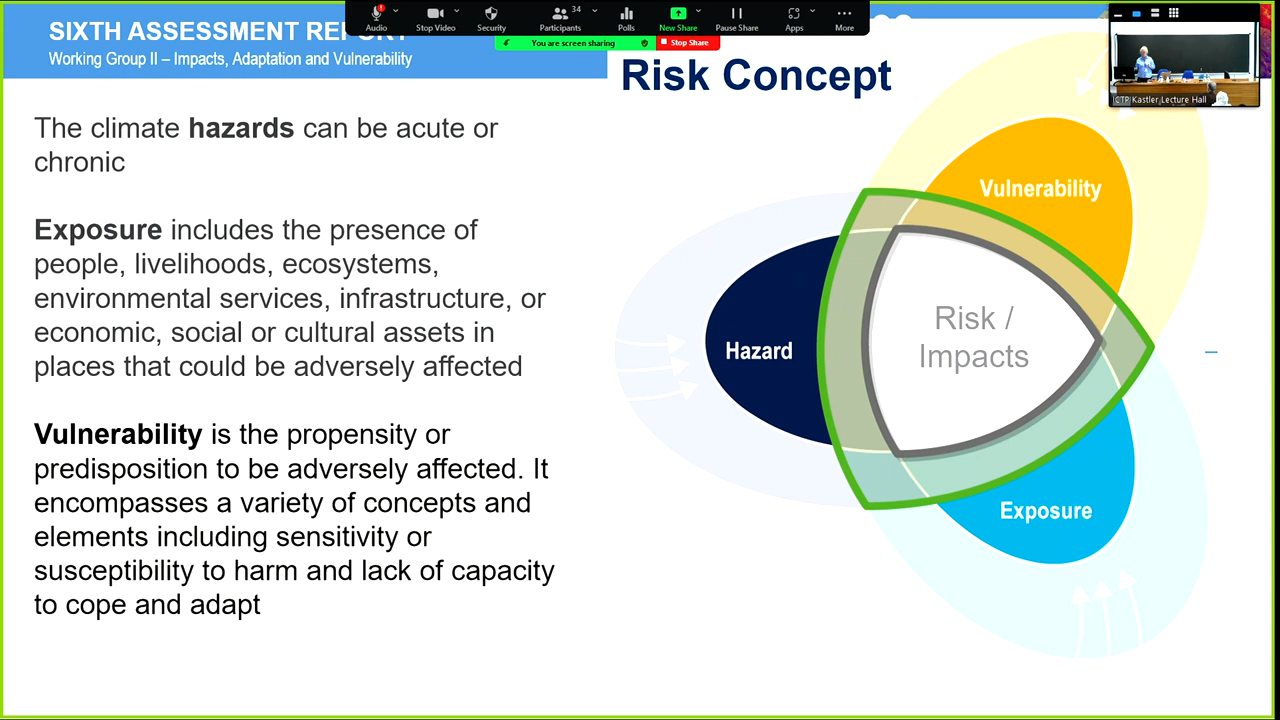 Audio
Stop Video
Security
Participants
34
Polls
New Share
Pause Share
Apps
More
You are screen sharing
Stop Share
SIXTH ASSESSMENT REPORT
Working Group II – Impacts, Adaptation and Vulnerability
Risk Concept
ICTP Kastler Lecture Hall
The climate hazards can be acute or
chronic
Exposure includes the presence of
people, livelihoods, ecosystems,
environmental services, infrastructure, or
economic, social or cultural assets in
places that could be adversely affected
Vulnerability is the propensity or
predisposition to be adversely affected. It
encompasses a variety of concepts and
elements including sensitivity or
susceptibility to harm and lack of capacity
to cope and adapt
Vulnerability
Hazard
Risk /
Impacts
Exposure